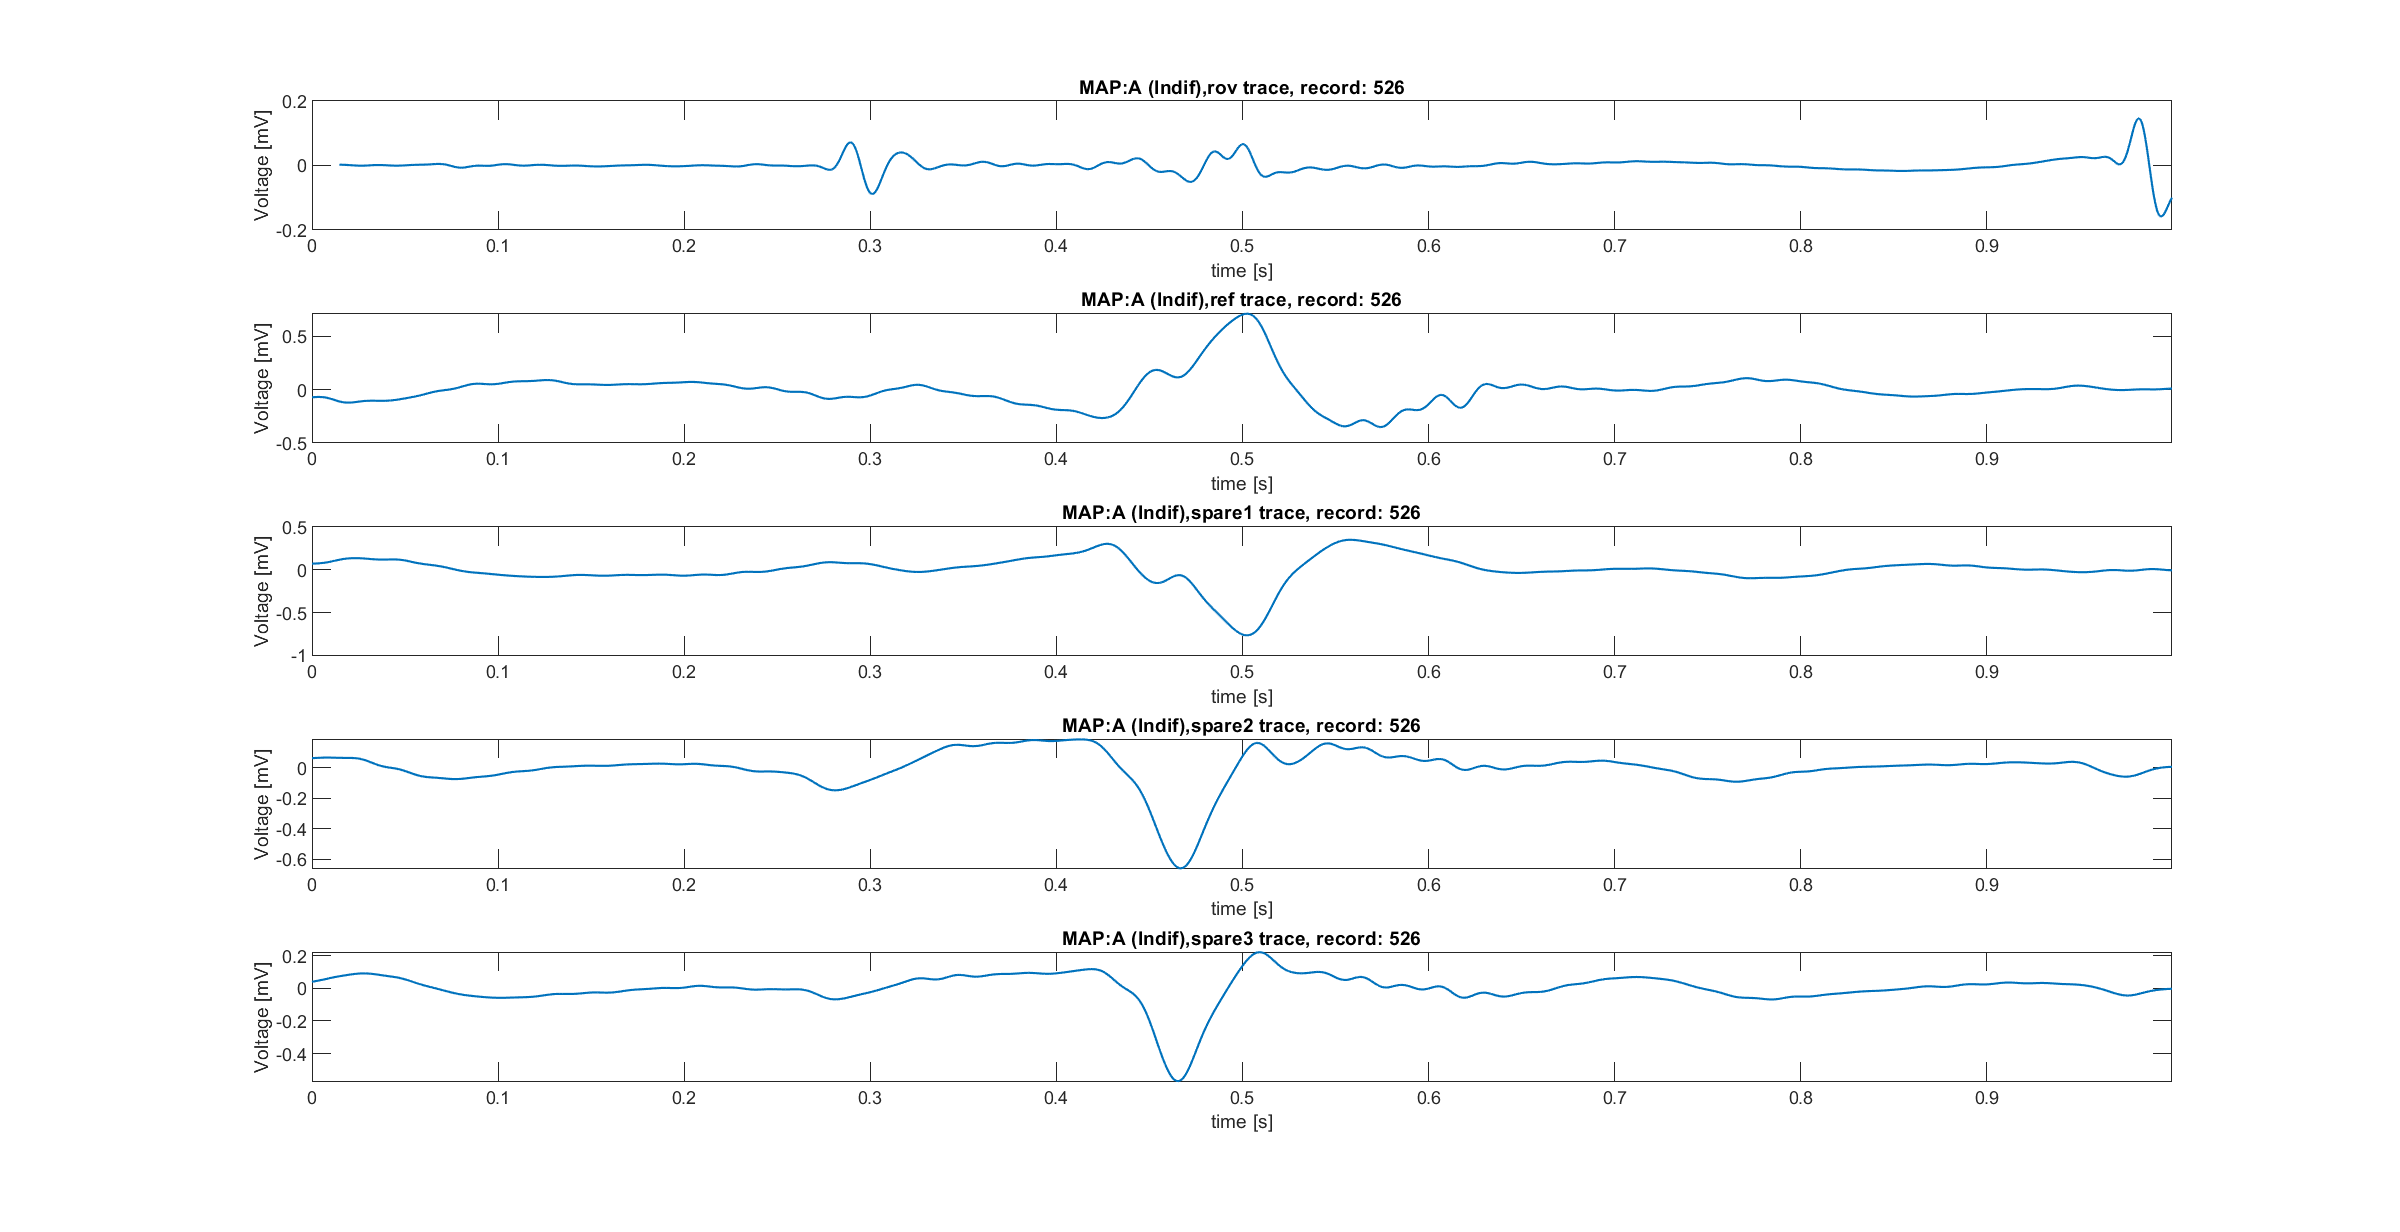 MAP:A (Indif),rov trace, record: 526
Voltage [mV]
0.2
0
-0.2
0 0.1 0.2 0.3 0.4 0.5 0.6 0.7 0.8 0.9
time [s]
MAP:A (Indif),ref trace, record: 526
Voltage [mV]
0.5
0
-0.5
0 0.1 0.2 0.3 0.4 0.5 0.6 0.7 0.8 0.9
time [s]
MAP:A (Indif),spare1 trace, record: 526
Voltage [mV]
0.5
0
-0.5
-1
0 0.1 0.2 0.3 0.4 0.5 0.6 0.7 0.8 0.9
time [s]
MAP:A (Indif),spare2 trace, record: 526
Voltage [mV]
0
-0.2
-0.4
-0.6
0 0.1 0.2 0.3 0.4 0.5 0.6 0.7 0.8 0.9
time [s]
MAP:A (Indif),spare3 trace, record: 526
Voltage [mV]
0.2
0
-0.2
-0.4
0 0.1 0.2 0.3 0.4 0.5 0.6 0.7 0.8 0.9
time [s]